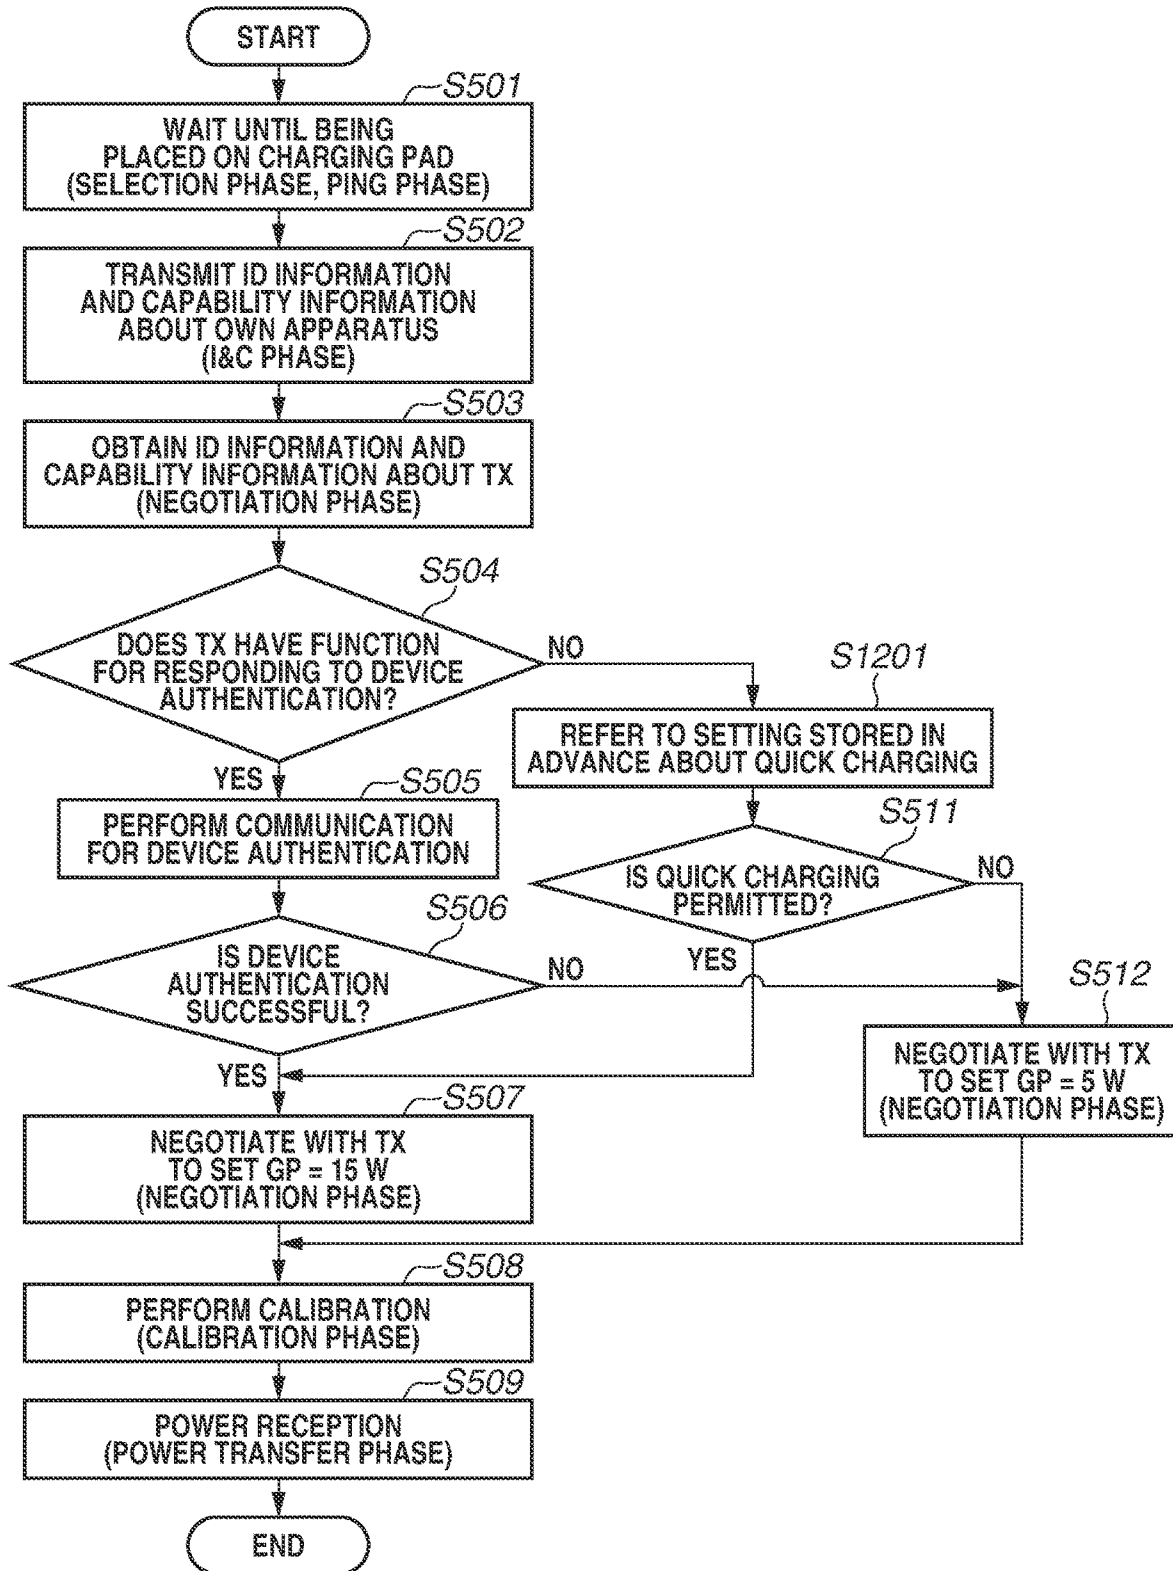 START
S501
WAIT UNTIL BEING
PLACED ON CHARGING PAD
(SELECTION PHASE, PING PHASE)
S502
TRANSMIT ID INFORMATION
AND CAPABILITY INFORMATION
ABOUT OWN APPARATUS
(I&C PHASE)
S503
OBTAIN ID INFORMATION AND
CAPABILITY INFORMATION ABOUT TX
(NEGOTIATION PHASE)
S504
DOES TX HAVE FUNCTION
FOR RESPONDING TO DEVICE
AUTHENTICATION?
NO
YES
S1201
REFER TO SETTING STORED IN
ADVANCE ABOUT QUICK CHARGING
S505
PERFORM COMMUNICATION
FOR DEVICE AUTHENTICATION
S511
IS QUICK CHARGING
PERMITTED?
NO
YES
S506
IS DEVICE
AUTHENTICATION
SUCCESSFUL?
NO
YES
S512
NEGOTIATE WITH TX
TO SET GP = 5 W
(NEGOTIATION PHASE)
S507
NEGOTIATE WITH TX
TO SET GP = 15 W
(NEGOTIATION PHASE)
S508
PERFORM CALIBRATION
(CALIBRATION PHASE)
S509
POWER RECEPTION
(POWER TRANSFER PHASE)
END